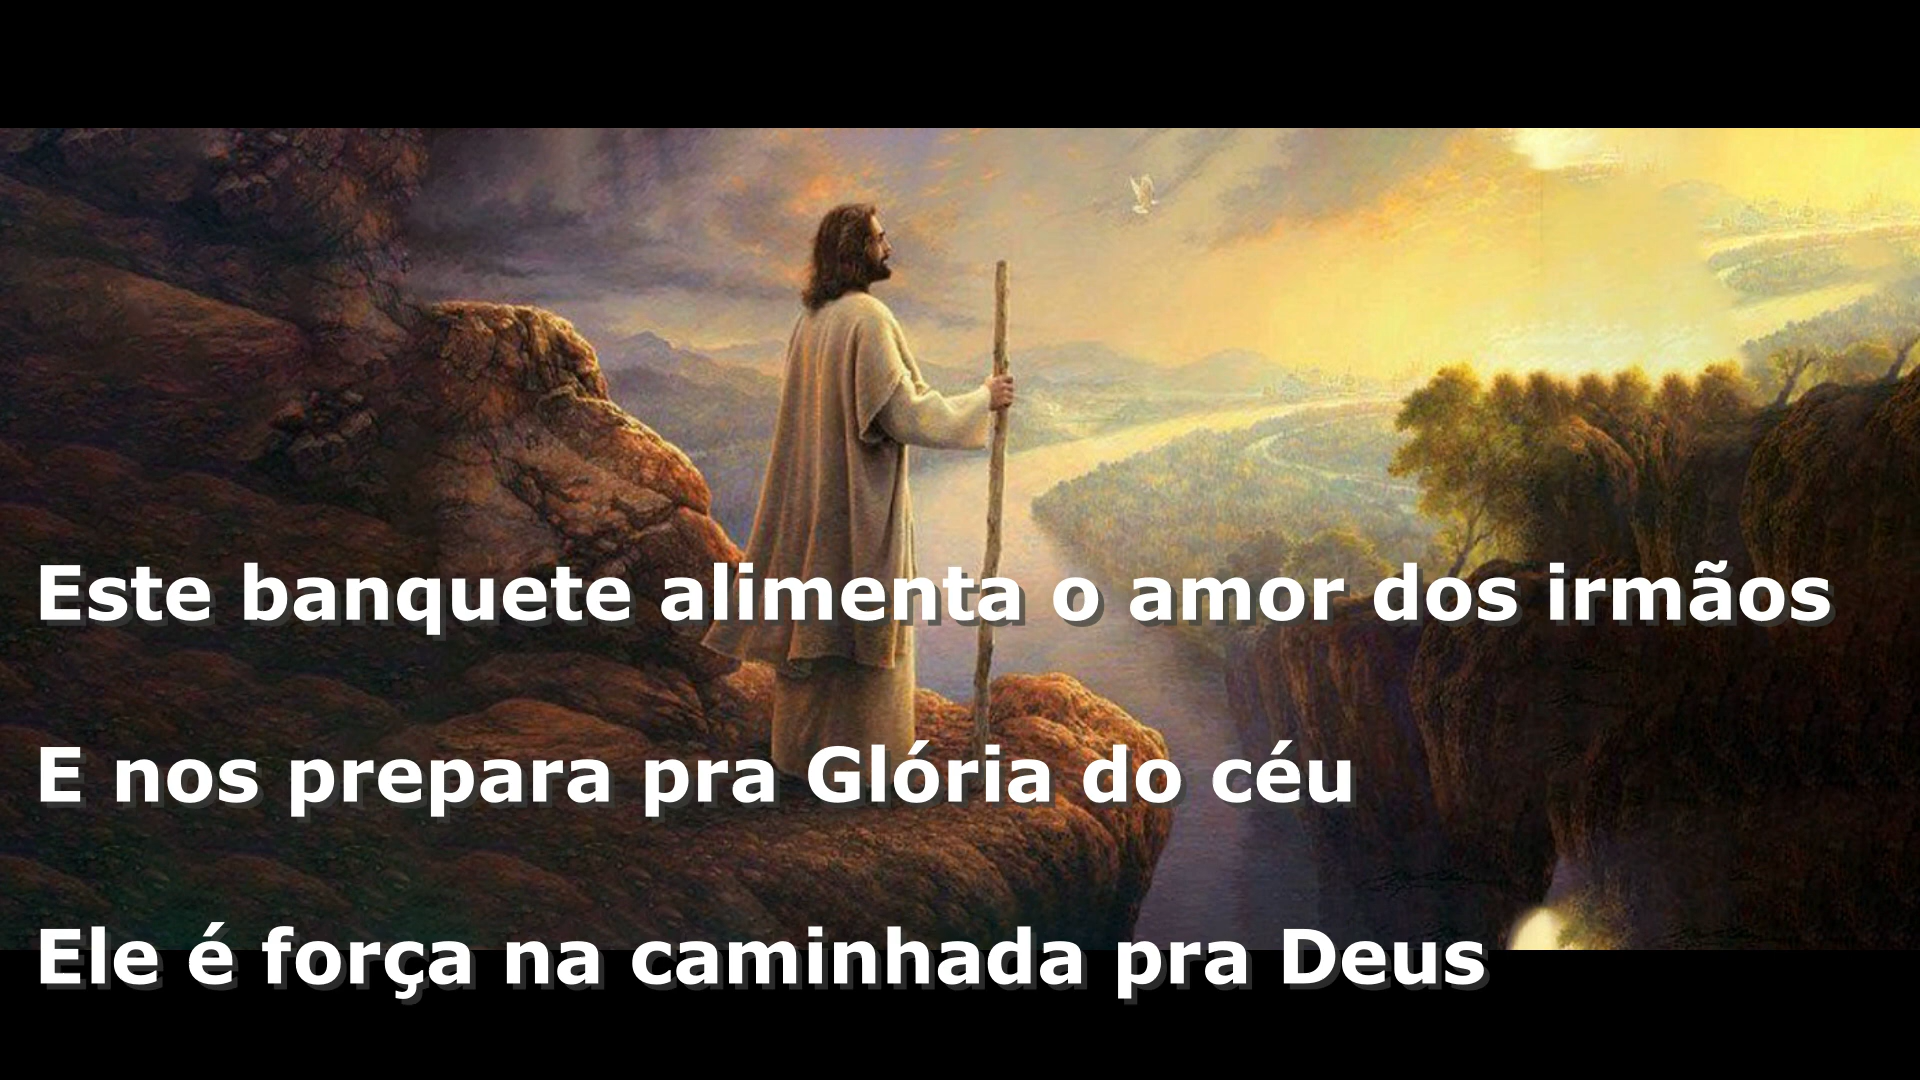 Este banquete alimenta o amor dos irmãos
E nos prepara pra Glória do céu
Ele é força na caminhada pra Deus